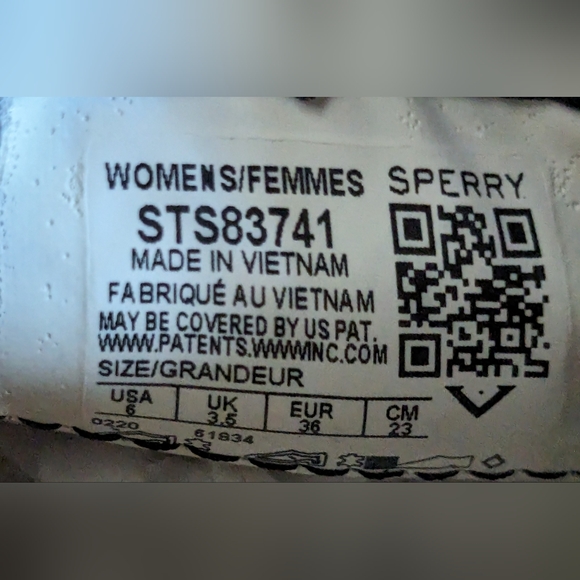 WOMENS/FEMMES SPERRY
STS83741
MADE IN VIETNAM
FABRIQUÉ AU VIETNAM
MAY BE COVERED BY US PAT.
WWW.PATENTS.WWWINC.COM
SIZE/GRANDEUR
USA UK EUR CM
6 3.5 36 23
0220 61834